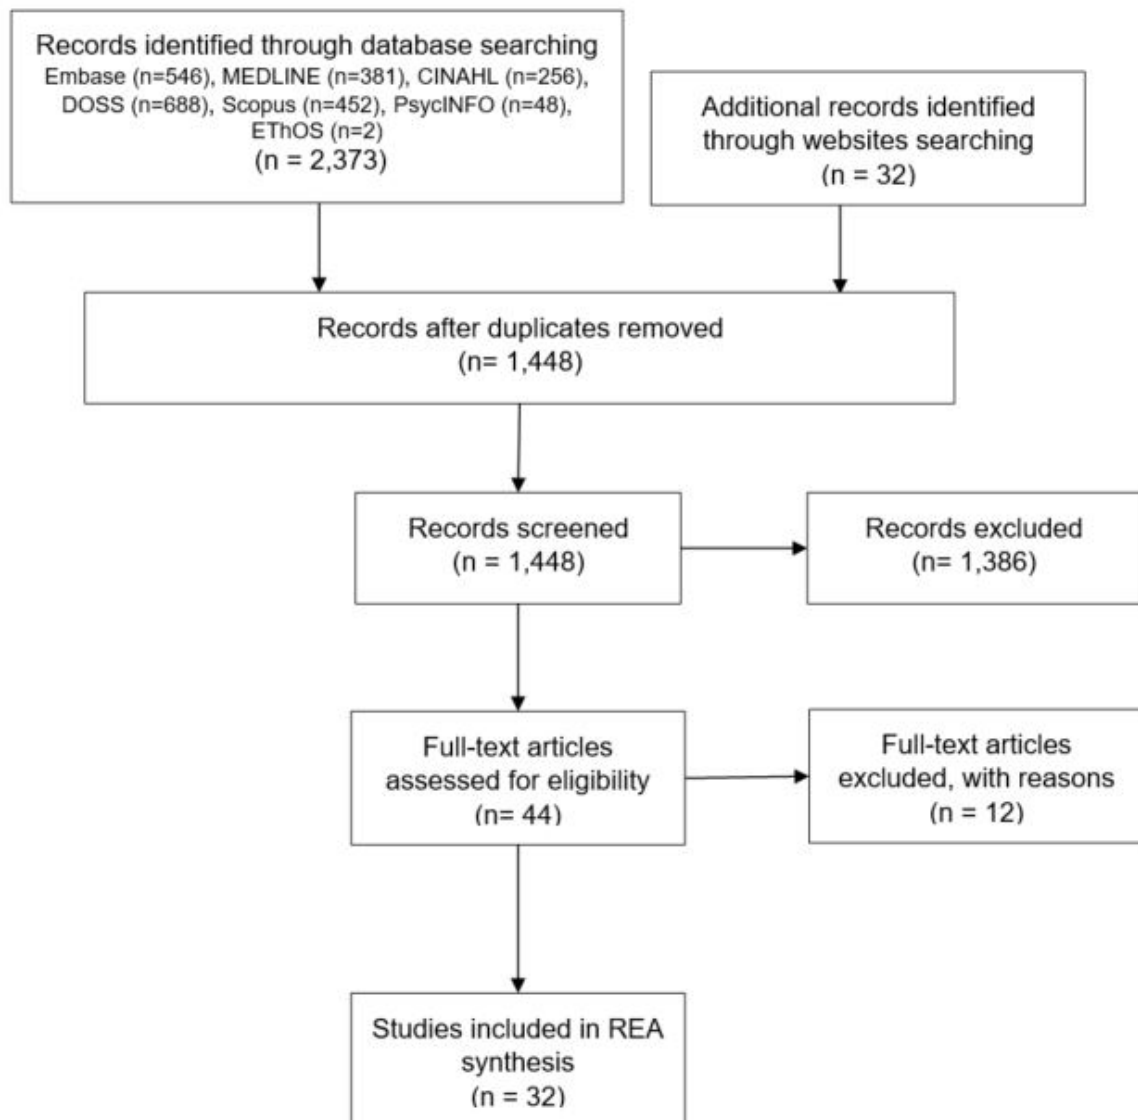 Records identified through database searching
Embase (n=546), MEDLINE (n=381), CINAHL (n=256),
DOSS (n=688), Scopus (n=452), PsycINFO (n=48),
EThOS (n=2)
(n = 2,373)
Additional records identified
through websites searching
(n = 32)
Records after duplicates removed
(n= 1,448)
Records screened
(n = 1,448)
Records excluded
(n= 1,386)
Full-text articles
assessed for eligibility
(n= 44)
Full-text articles
excluded, with reasons
(n = 12)
Studies included in REA
synthesis
(n = 32)